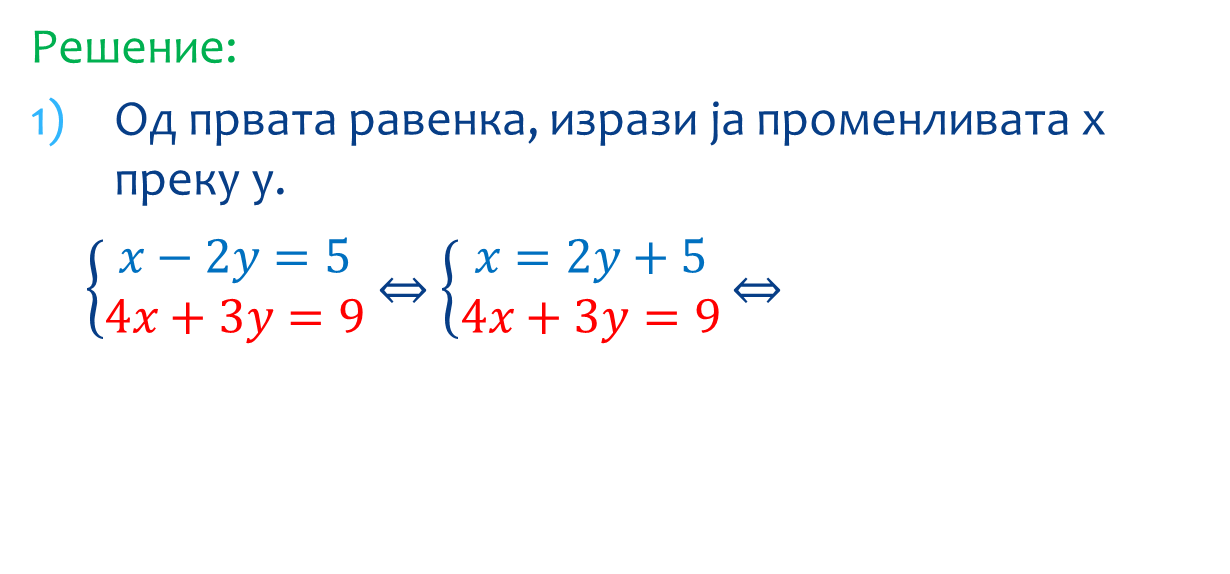 Решение:
1) Од првата равенка, изрази ја променливата x
преку y.
{ x − 2y = 5 ⇔ { x = 2y + 5 ⇔
4x + 3y = 9 4x + 3y = 9